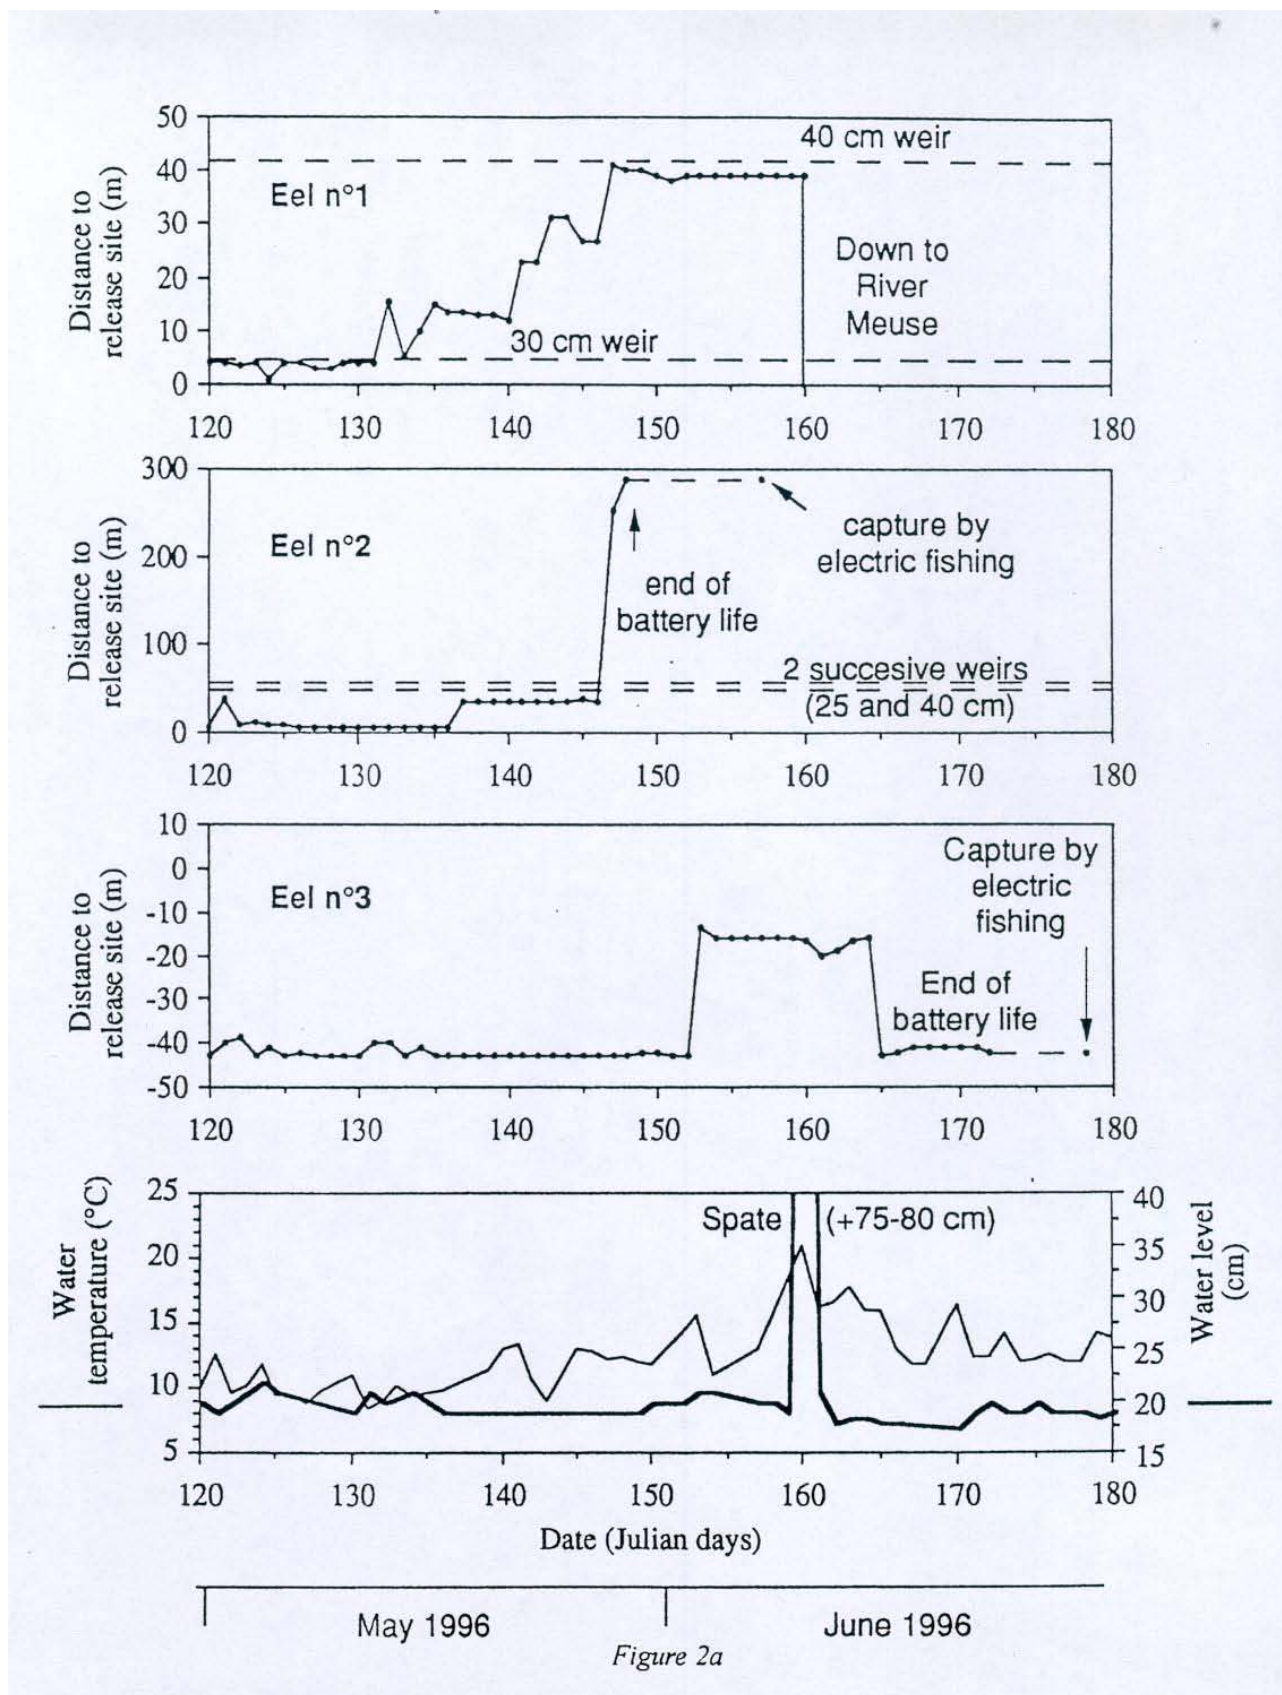 50
40 cm weir
40
Eel n°1
30
Distance to
release site (m)
Down to
River
Meuse
20
10
30 cm weir
0
120 130 140 150 160 170 180
300
Eel n°2
capture by
electric fishing
200
Distance to
release site (m)
end of
battery life
100
2 succesive weirs
(25 and 40 cm)
0
120 130 140 150 160 170 180
10
Capture by
electric
fishing
0
Eel n°3
-10
Distance to
release site (m)
-20
End of
battery life
-30
-40
-50
120 130 140 150 160 170 180
25 40
Spate (+75-80 cm)
20 35
Water
temperature (°C)
30
Water level
(cm)
15
25
10
20
5 15
120 130 140 150 160 170 180
Date (Julian days)
May 1996 June 1996
Figure 2a